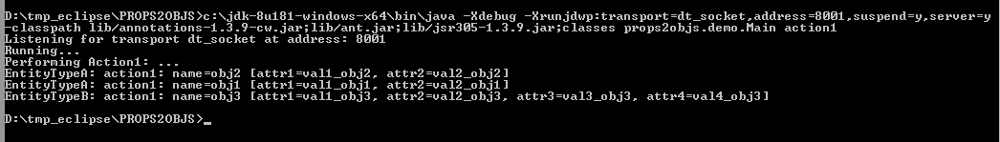 D:\tmp_eclipse\PROPS2OBJS>c:\jdk-8u181-windows-x64\bin\java -Xdebug -Xrunjdwp:transport=dt_socket,address=8001,suspend=y,server=y
-classpath lib/annotations-1.3.9-cw.jar;lib/ant.jar;lib/jsr305-1.3.9.jar;classes props2objs.demo.Main action1
Listening for transport dt_socket at address: 8001
Running...
Performing Action1: ...
EntityTypeA: action1: name=obj2 [attr1=val1_obj2, attr2=val2_obj2]
EntityTypeA: action1: name=obj1 [attr1=val1_obj1, attr2=val2_obj1]
EntityTypeB: action1: name=obj3 [attr1=val1_obj3, attr2=val2_obj3, attr3=val3_obj3, attr4=val4_obj3]
D:\tmp_eclipse\PROPS2OBJS>_